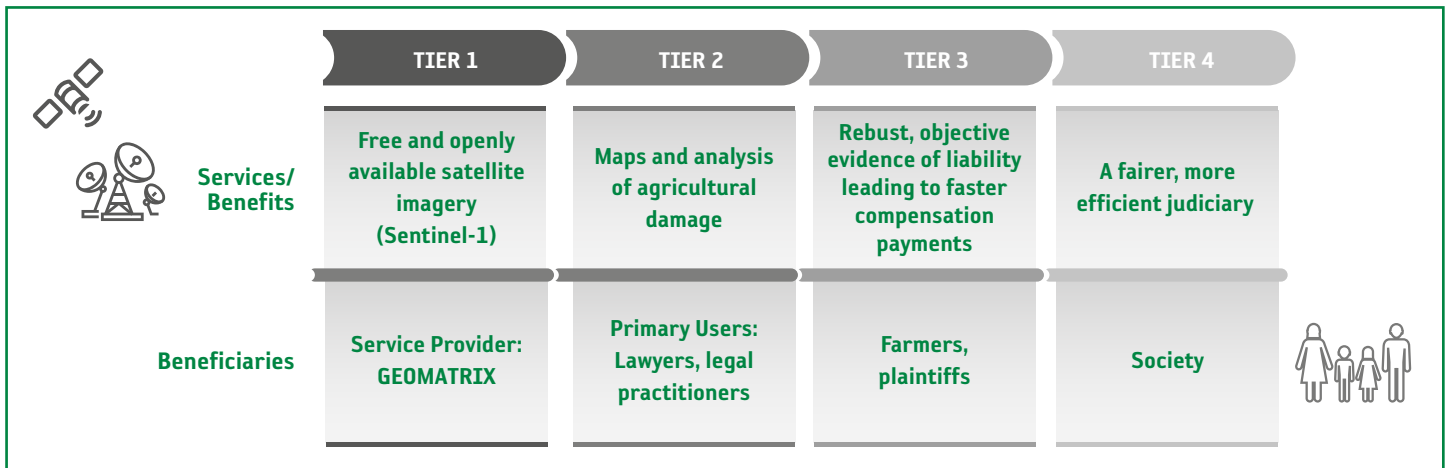 TIER 1
TIER 2
TIER 3
TIER 4
Services/
Benefits
Free and openly
available satellite
imagery
(Sentinel-1)
Maps and analysis
of agricultural
damage
Rebust, objective
evidence of liability
leading to faster
compensation
payments
A fairer, more
efficient judiciary
Beneficiaries
Service Provider:
GEOMATRIX
Primary Users:
Lawyers, legal
practitioners
Farmers,
plaintiffs
Society